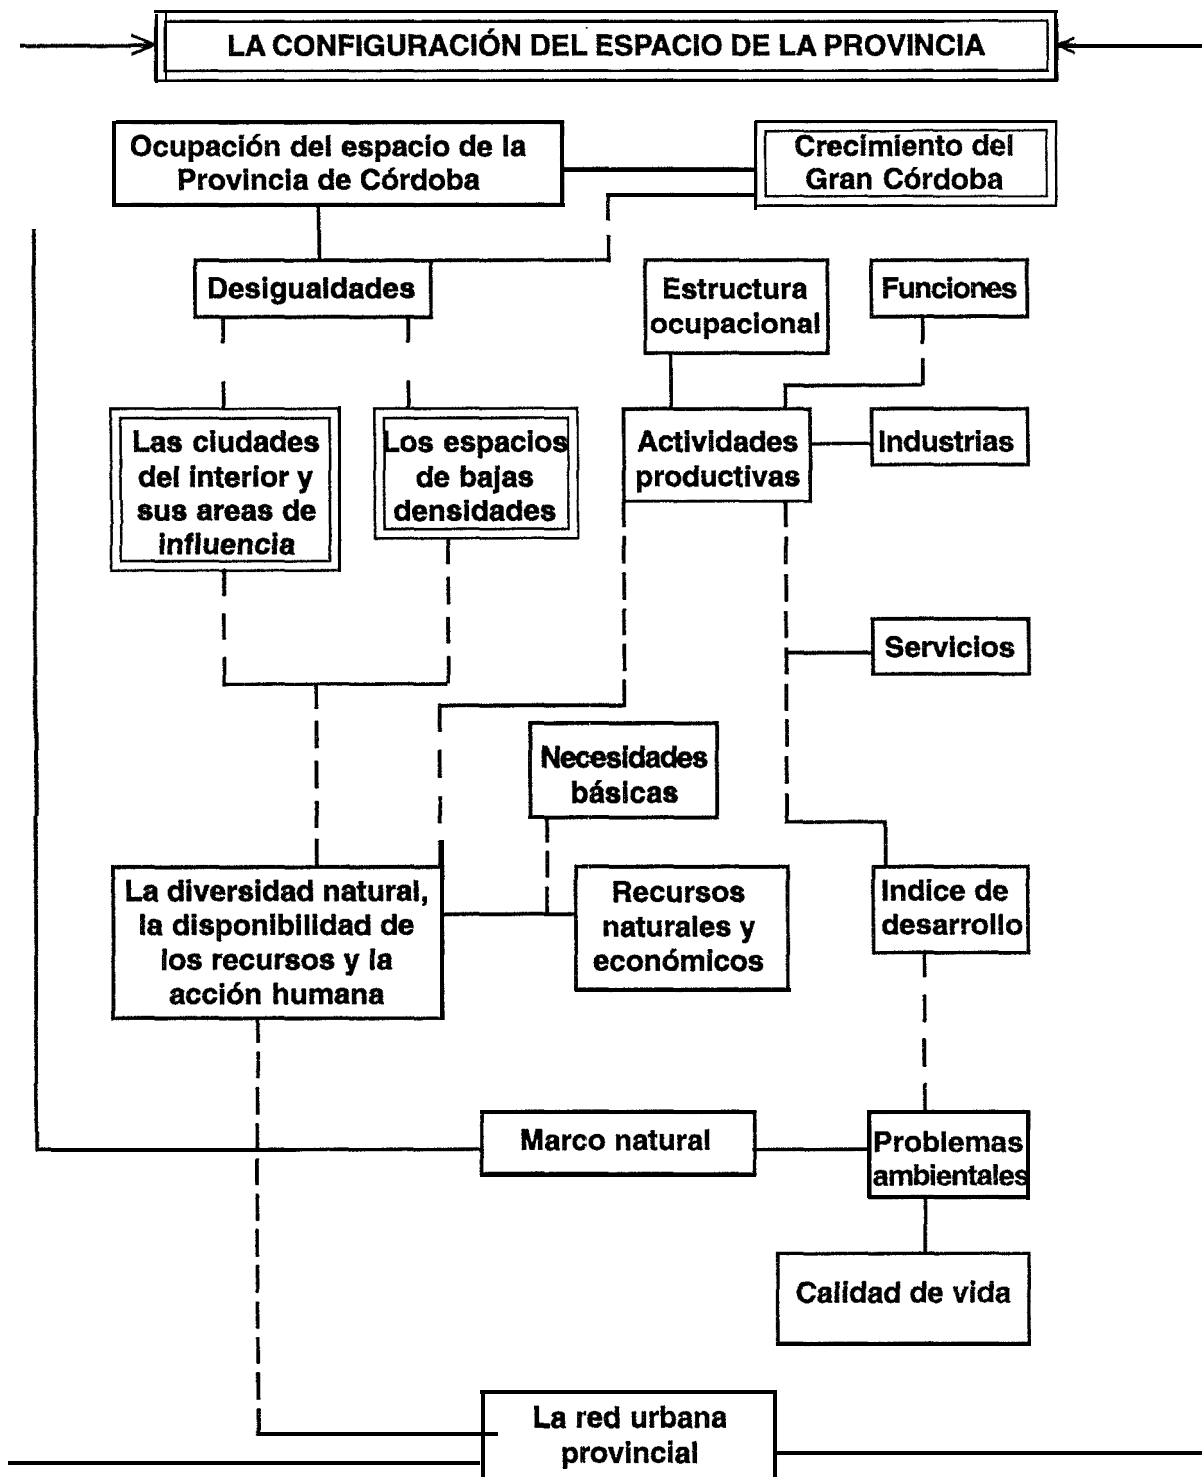 LA CONFIGURACIÓN DEL ESPACIO DE LA PROVINCIA
Ocupación del espacio de la
Provincia de Córdoba
Crecimiento del
Gran Córdoba
Desigualdades
Estructura
ocupacional
Funciones
Las ciudades
del interior y
sus areas de
influencia
Los espacios
de bajas
densidades
Actividades
productivas
Industrias
Servicios
Necesidades
básicas
La diversidad natural,
la disponibilidad de
los recursos y la
acción humana
Recursos
naturales y
económicos
Indice de
desarrollo
Marco natural
Problemas
ambientales
Calidad de vida
La red urbana
provincial